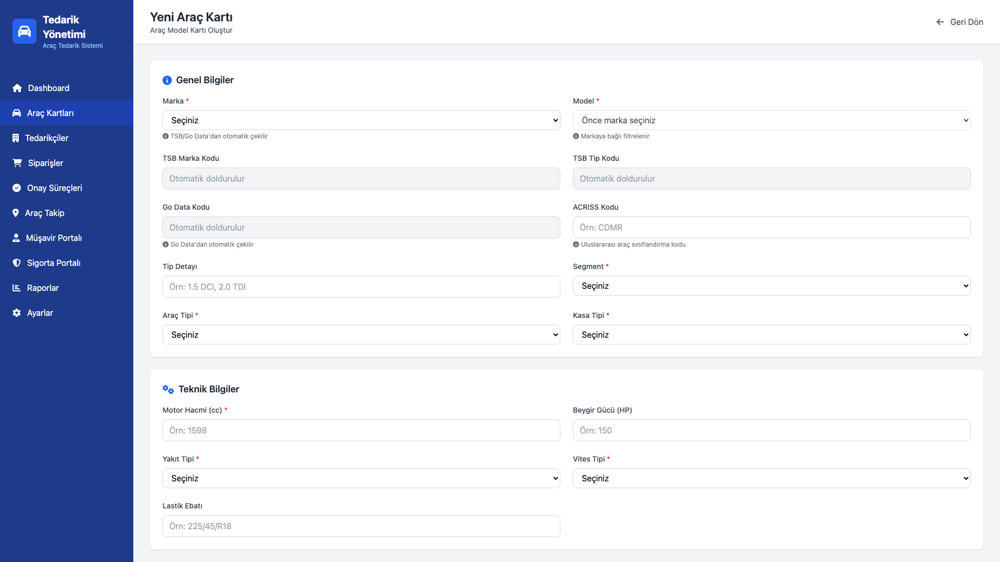 Tedarik
Yönetimi
Araç Tedarik Sistemi
Dashboard
Araç Kartları
Tedarikçiler
Siparişler
Onay Süreçleri
Araç Takip
Müşavir Portalı
Sigorta Portalı
Raporlar
Ayarlar
Yeni Araç Kartı
Araç Model Kartı Oluştur
Geri Dön
Genel Bilgiler
Marka *
Seçiniz
TSB/Go Data'dan otomatik çekilir
Model *
Önce marka seçiniz
Markaya bağlı filtrelenir
TSB Marka Kodu
Otomatik doldurulur
TSB Tip Kodu
Otomatik doldurulur
Go Data Kodu
Otomatik doldurulur
Go Data'dan otomatik çekilir
ACRISS Kodu
Örn: CDMR
Uluslararası araç sınıflandırma kodu
Tip Detayı
Örn: 1.5 DCi, 2.0 TDI
Segment *
Seçiniz
Araç Tipi *
Seçiniz
Kasa Tipi *
Seçiniz
Teknik Bilgiler
Motor Hacmi (cc) *
Örn: 1598
Beygir Gücü (HP)
Örn: 150
Yakıt Tipi *
Seçiniz
Vites Tipi *
Seçiniz
Lastik Ebatı
Örn: 225/45/R18